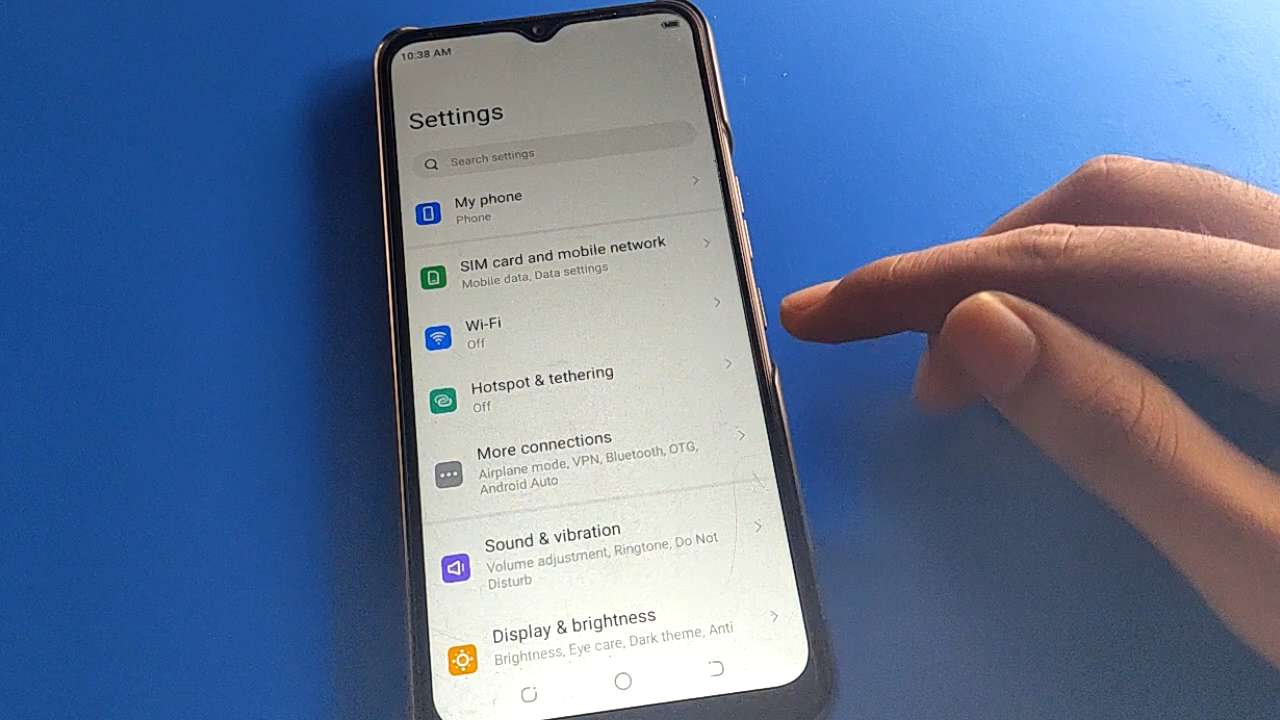 10:38 AM
Settings
Search settings
My phone
Phone
SIM card and mobile network
Mobile data, Data settings
Wi-Fi
Off
Hotspot & tethering
Off
More connections
Airplane mode, VPN, Bluetooth, OTG,
Android Auto
Sound & vibration
Volume adjustment, Ringtone, Do Not
Disturb
Display & brightness
Brightness, Eye care, Dark theme, Anti